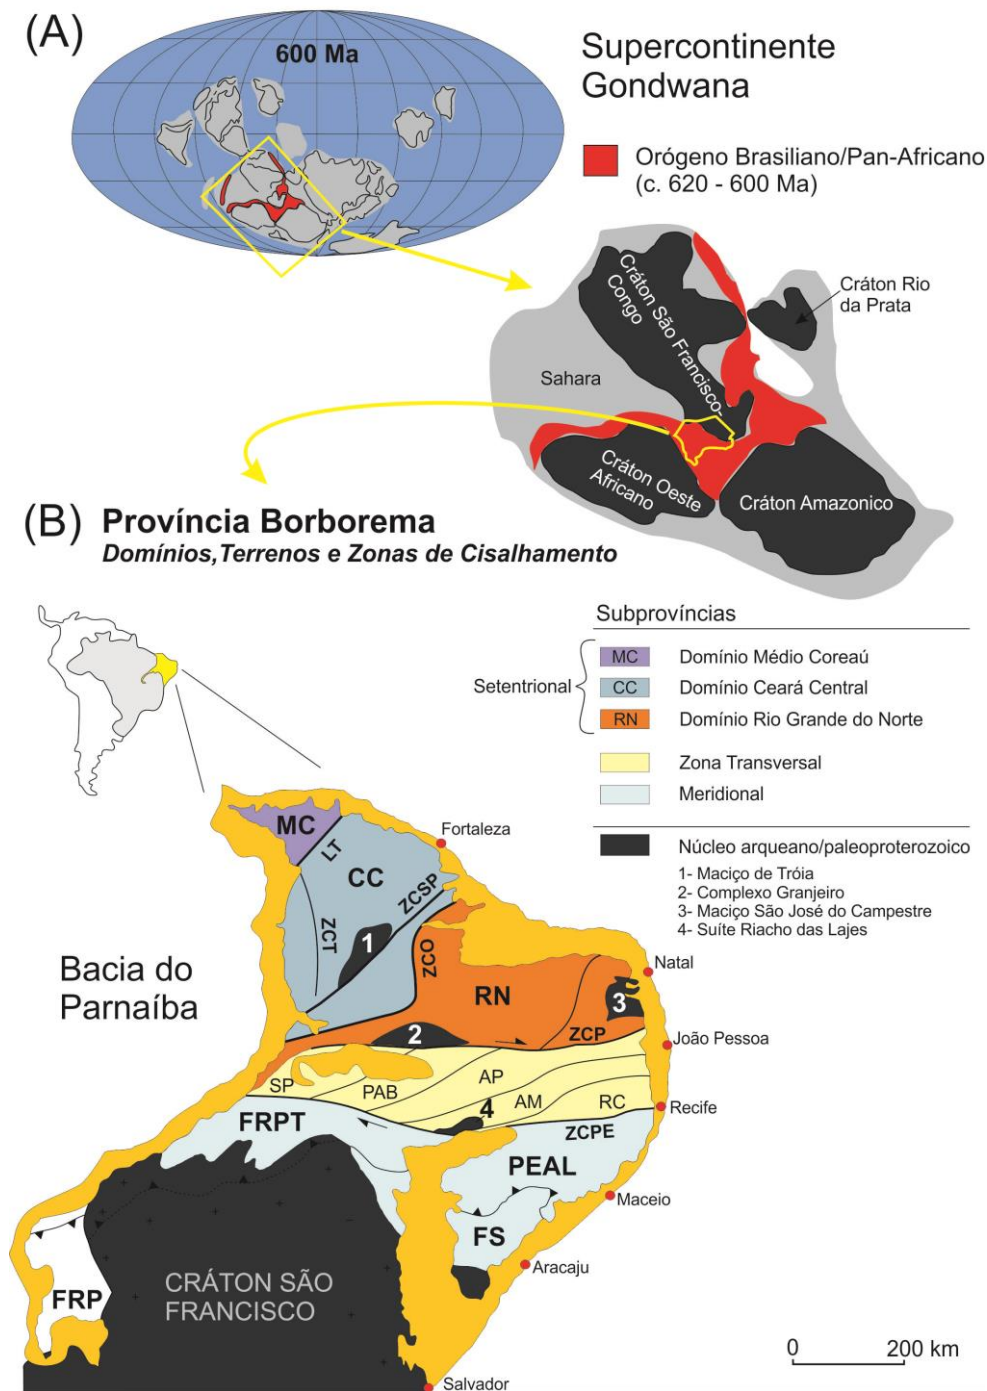 (A)
600 Ma
Supercontinente
Gondwana
Orógeno Brasiliano/Pan-Africano
(c. 620 - 600 Ma)
Cráton São Francisco-
Congo
Cráton Rio
da Prata
Sahara
Cráton Oeste
Africano
Cráton Amazonico
(B) Província Borborema
Domínios,Terrenos e Zonas de Cisalhamento
Subprovíncias
Setentrional
MC Domínio Médio Coreaú
CC Domínio Ceará Central
RN Domínio Rio Grande do Norte
Zona Transversal
Meridional
Núcleo arqueano/paleoproterozoico
1- Maciço de Tróia
2- Complexo Granjeiro
3- Maciço São José do Campestre
4- Suíte Riacho das Lajes
MC
LT
Fortaleza
CC
ZCSP
ZCT
1
ZCO
Bacia do
Parnaíba
RN
Natal
3
2
ZCP
João Pessoa
SP
PAB
AP
AM
4
RC
Recife
FRPT
ZCPE
PEAL
Maceio
FS
Aracaju
CRÁTON SÃO
FRANCISCO
FRP
0 200 km
Salvador